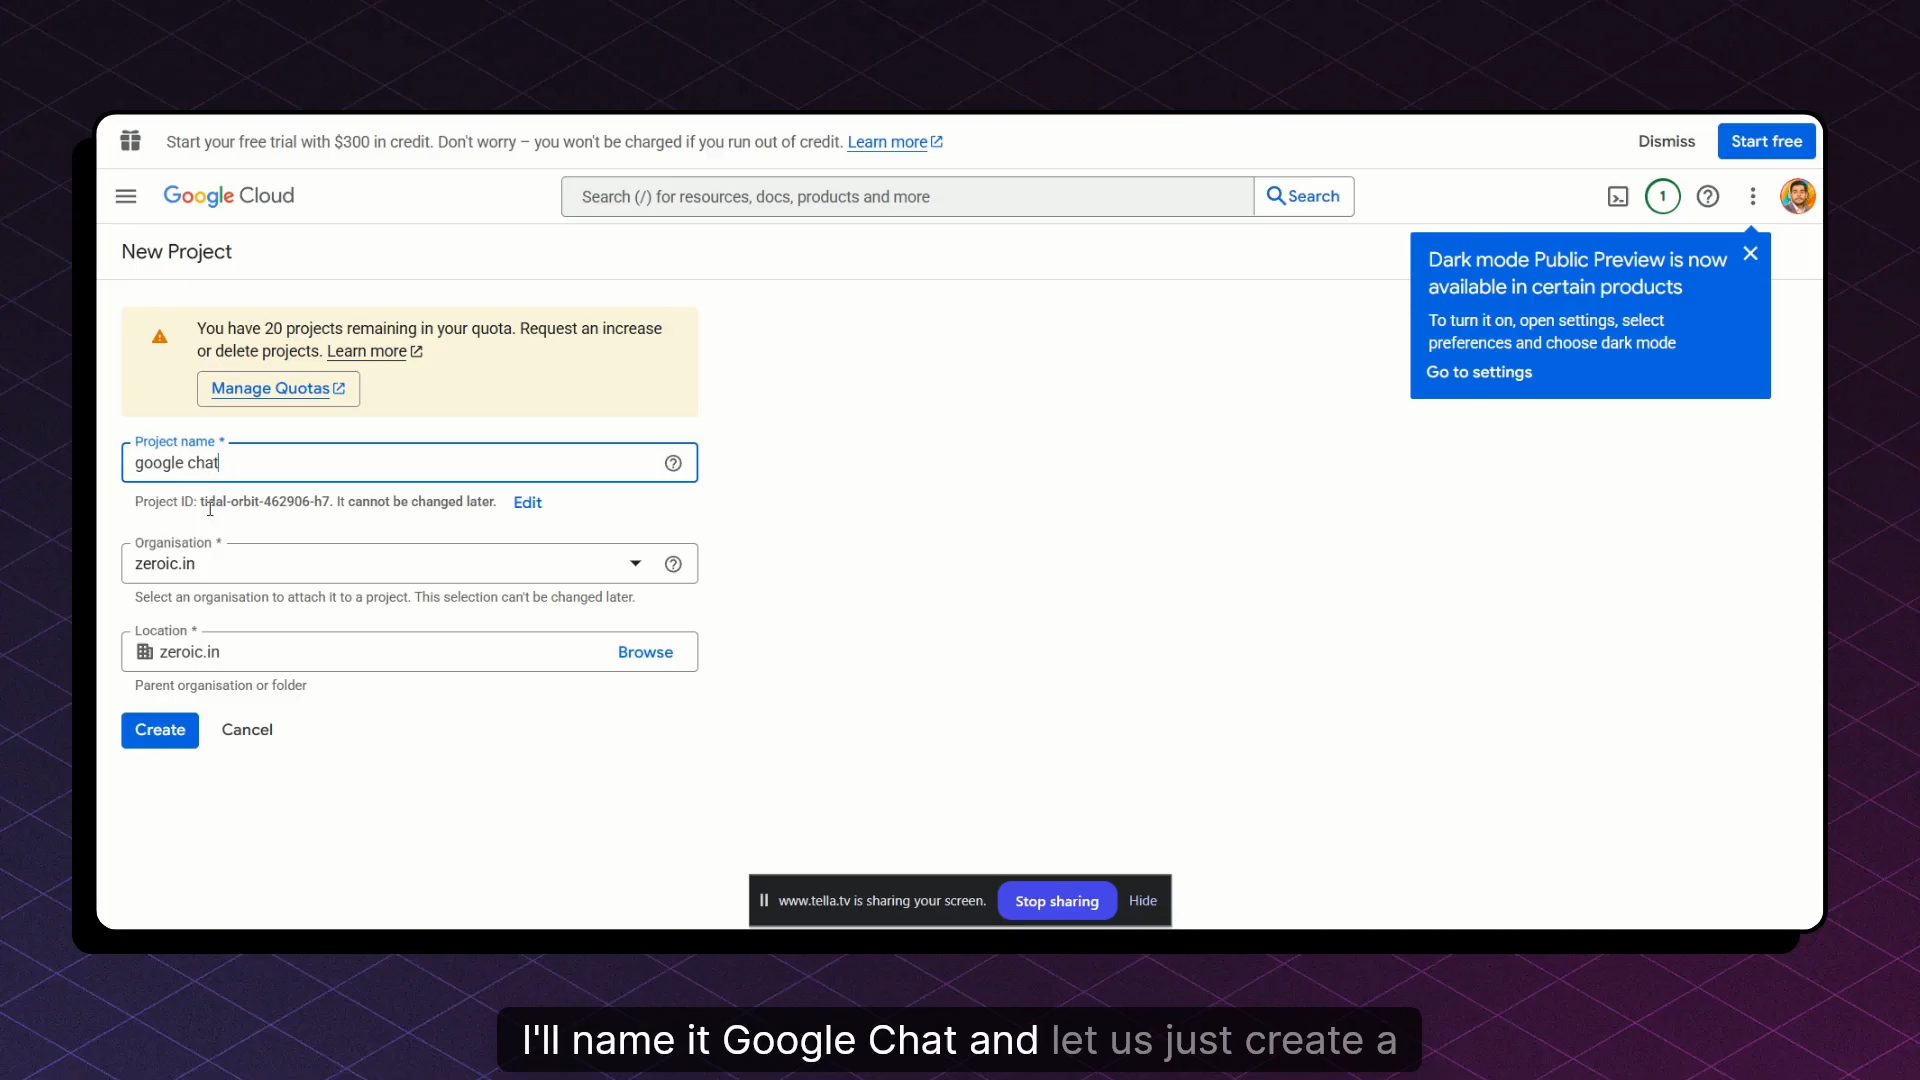 Start your free trial with $300 in credit. Don't worry – you won't be charged if you run out of credit. Learn more
Dismiss
Start free
Google Cloud
Search (/) for resources, docs, products and more
Search
1
New Project
Dark mode Public Preview is now
available in certain products
To turn it on, open settings, select
preferences and choose dark mode
Go to settings
You have 20 projects remaining in your quota. Request an increase
or delete projects. Learn more
Manage Quotas
Project name *
google chat
Project ID: tidal-orbit-462906-h7. It cannot be changed later. Edit
Organisation *
zeroic.in
Select an organisation to attach it to a project. This selection can't be changed later.
Location *
zeroic.in
Browse
Parent organisation or folder
Create
Cancel
www.tella.tv is sharing your screen.
Stop sharing
Hide
I'll name it Google Chat and let us just create a